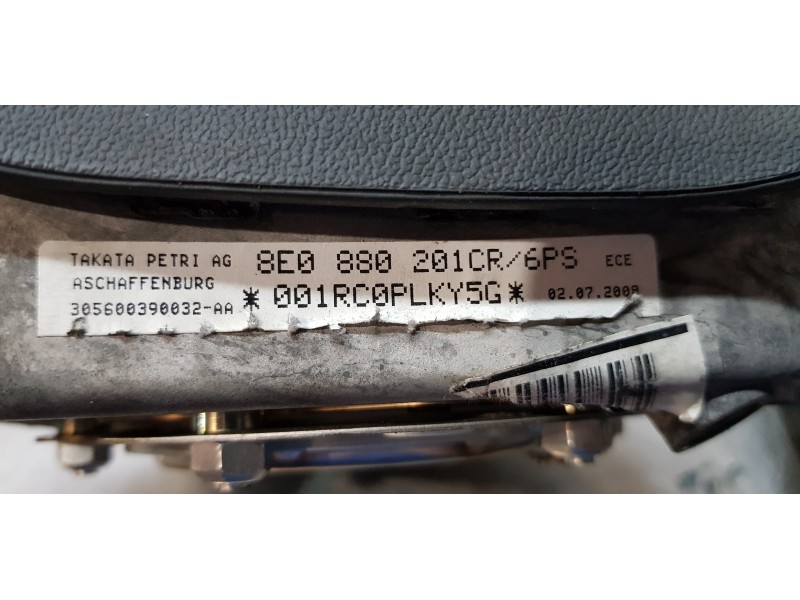 TAKATA PETRI AG 8E0 880 201CR/6PS ECE
ASCHAFFENBURG *001RC0PLKY5G* 02.07.2008
305600390032-AA